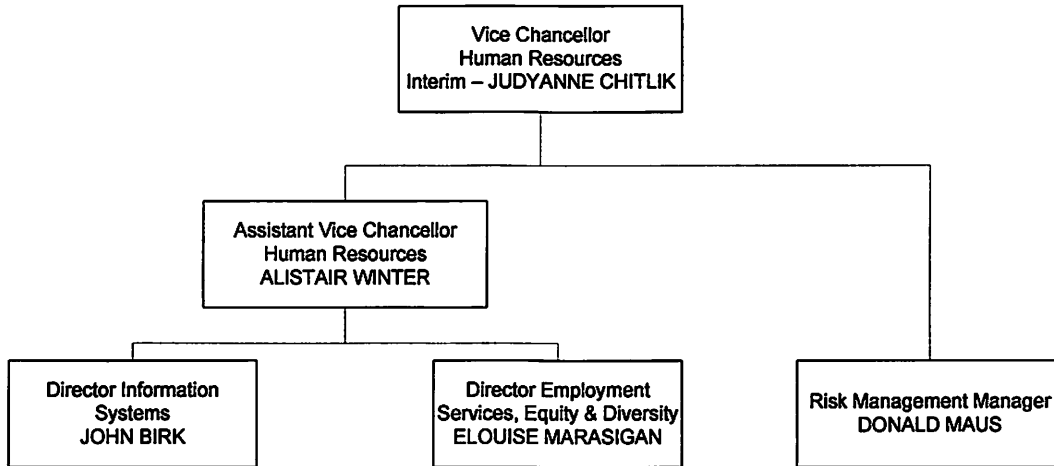 Vice Chancellor
Human Resources
Interim – JUDYANNE CHITLIK
Assistant Vice Chancellor
Human Resources
ALISTAIR WINTER
Director Information
Systems
JOHN BIRK
Director Employment
Services, Equity & Diversity
ELOUISE MARASIGAN
Risk Management Manager
DONALD MAUS